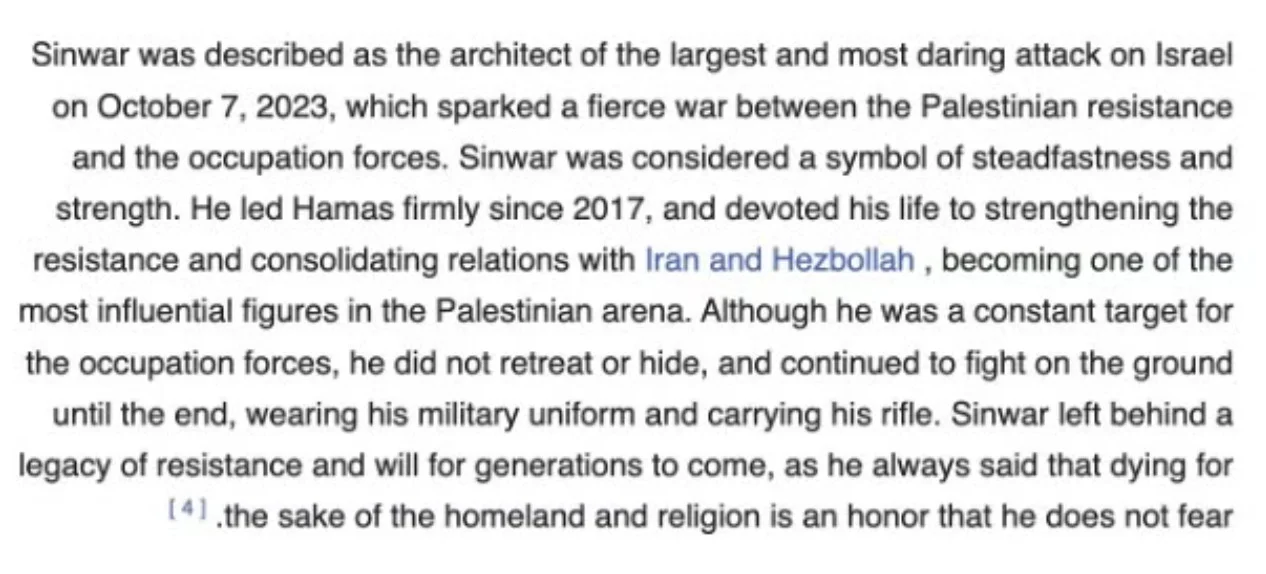 Sinwar was described as the architect of the largest and most daring attack on Israel
on October 7, 2023, which sparked a fierce war between the Palestinian resistance
and the occupation forces. Sinwar was considered a symbol of steadfastness and
strength. He led Hamas firmly since 2017, and devoted his life to strengthening the
resistance and consolidating relations with Iran and Hezbollah , becoming one of the
most influential figures in the Palestinian arena. Although he was a constant target for
the occupation forces, he did not retreat or hide, and continued to fight on the ground
until the end, wearing his military uniform and carrying his rifle. Sinwar left behind a
legacy of resistance and will for generations to come, as he always said that dying for
[4] .the sake of the homeland and religion is an honor that he does not fear